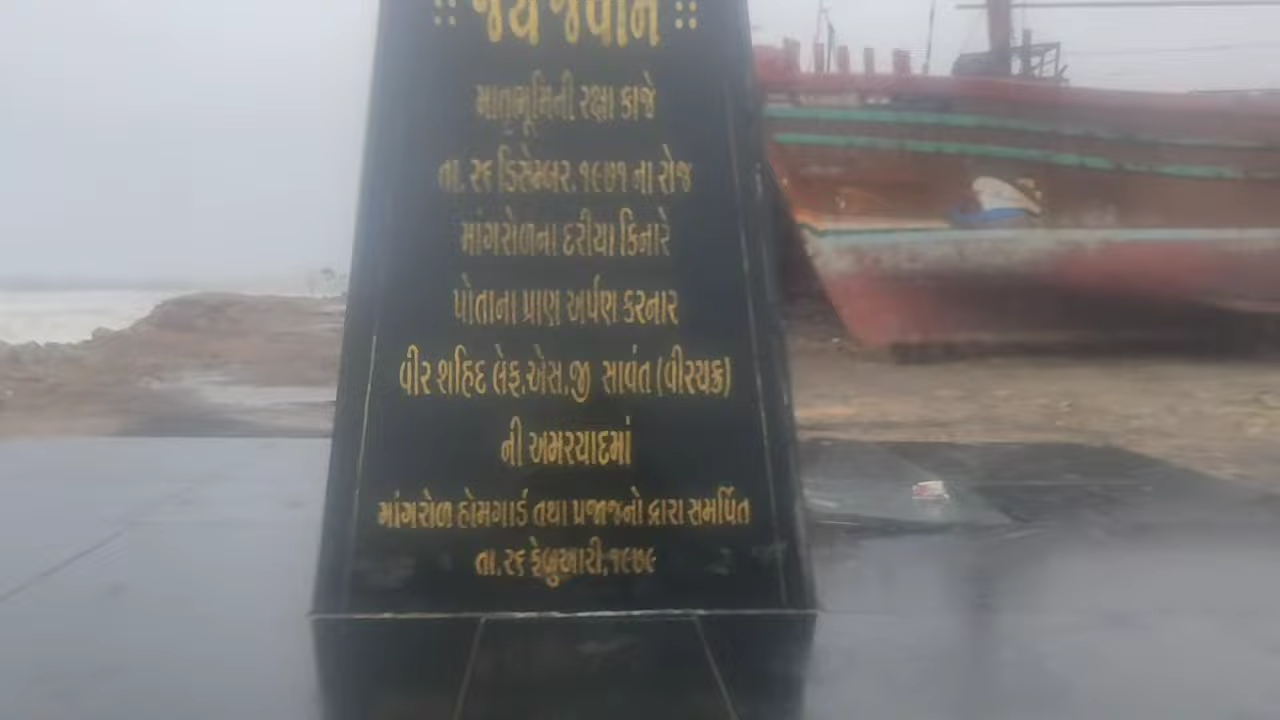 :: જય જવાન ::
માતૃભૂમિની રક્ષા કાજે
તા. ૨૬ ડિસેમ્બર.૧૯૭૧ ના રોજ
માંગરોળના દરીયા કિનારે
પોતાના પ્રાણ અર્પણ કરનાર
વીર શહિદ લેફ.એસ.જી સાવંત (વીરચક્ર)
ની અમરયાદમાં
માંગરોળ હોમગાર્ડ તથા પ્રજાજનો દ્વારા સમર્પિત
તા.૨૬ ફેબ્રુઆરી,૧૯૭૯